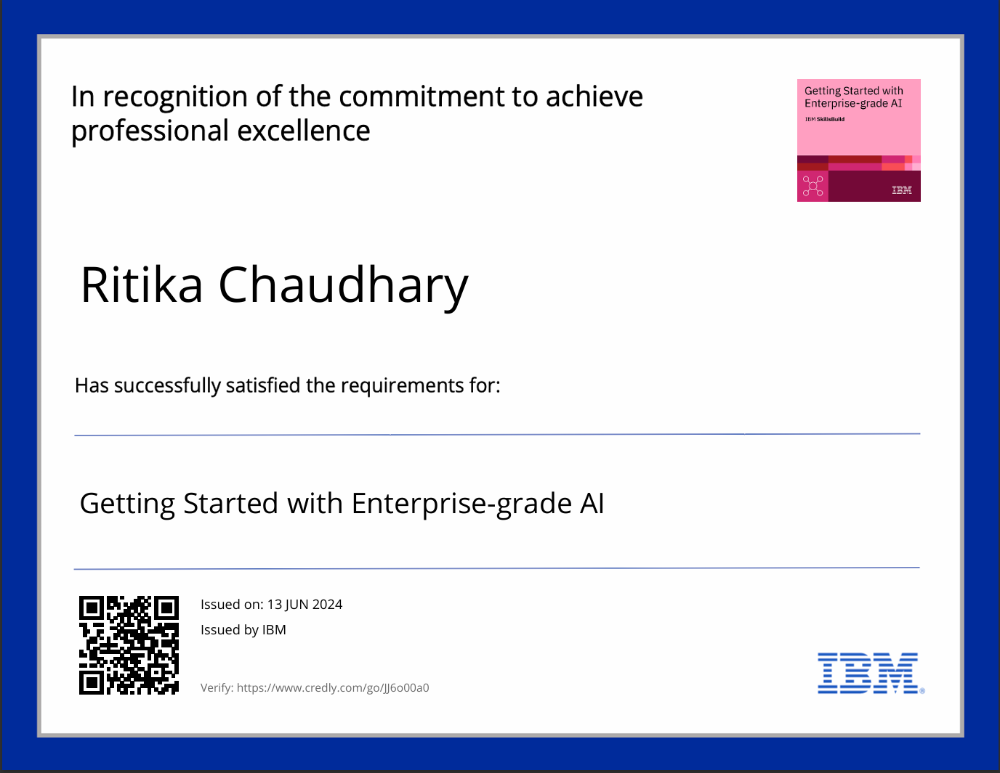 In recognition of the commitment to achieve
professional excellence
Getting Started with
Enterprise-grade AI
IBM SkillsBuild
IBM
Ritika Chaudhary
Has successfully satisfied the requirements for:
Getting Started with Enterprise-grade AI
Issued on: 13 JUN 2024
Issued by IBM
Verify: https://www.credly.com/go/JJ6o00a0
IBM®